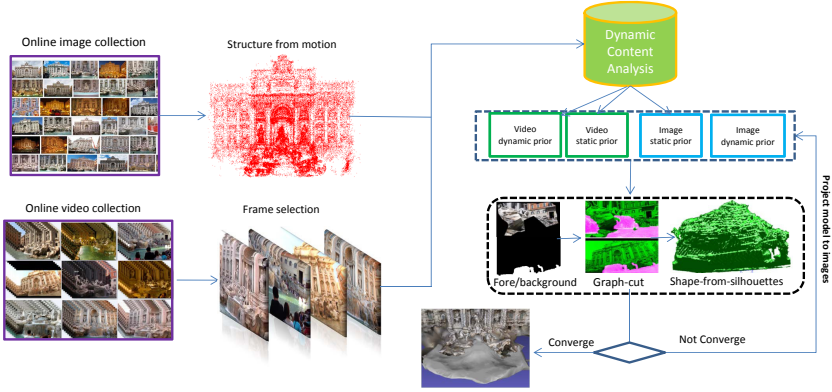 Online image collection
Structure from motion
Dynamic
Content
Analysis
Video
dynamic prior
Video
static prior
Image
static prior
Image
dynamic prior
Online video collection
Frame selection
Project model to images
Fore/background
Graph-cut
Shape-from-silhouettes
Converge
Not Converge